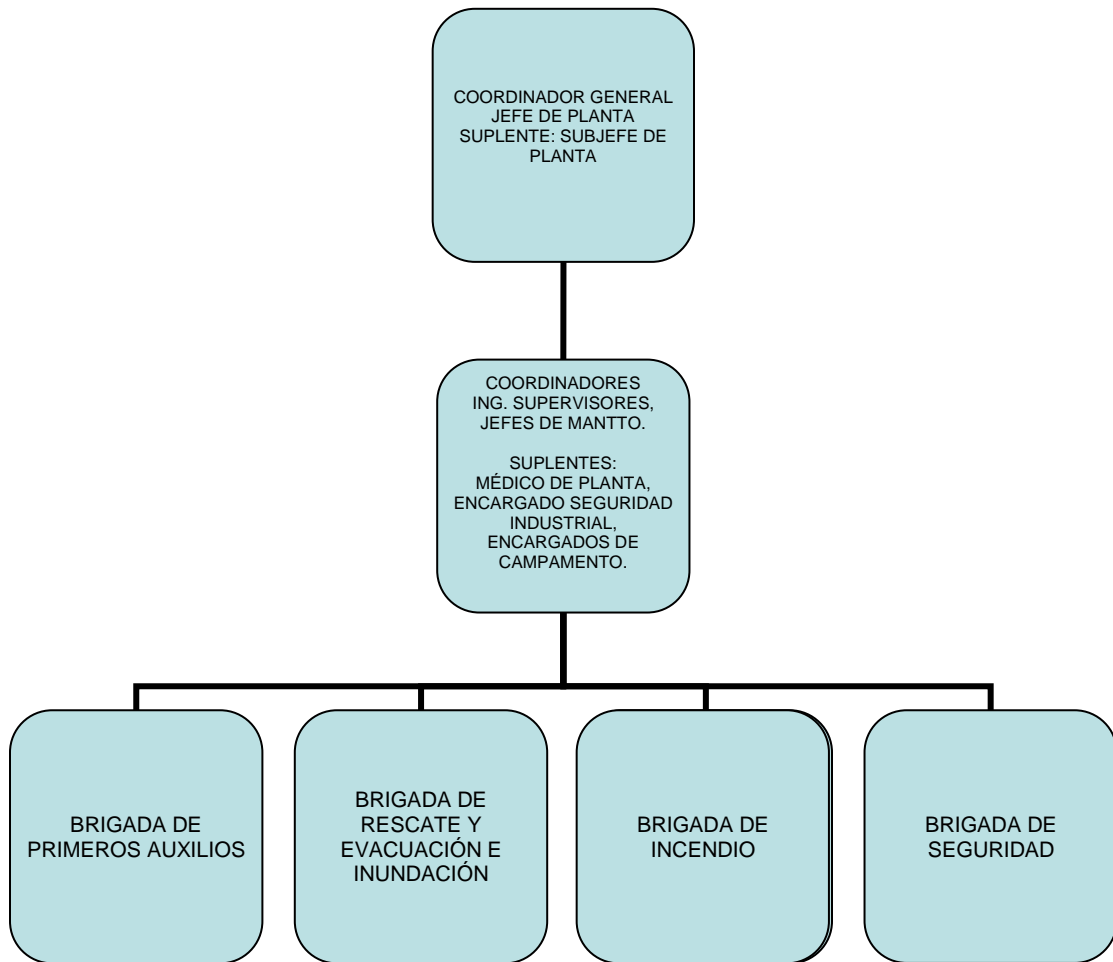 COORDINADOR GENERAL
JEFE DE PLANTA
SUPLENTE: SUBJEFE DE
PLANTA
COORDINADORES
ING. SUPERVISORES,
JEFES DE MANTTO.
SUPLENTES:
MÉDICO DE PLANTA,
ENCARGADO SEGURIDAD
INDUSTRIAL,
ENCARGADOS DE
CAMPAMENTO.
BRIGADA DE
PRIMEROS AUXILIOS
BRIGADA DE
RESCATE Y
EVACUACIÓN E
INUNDACIÓN
BRIGADA DE
INCENDIO
BRIGADA DE
SEGURIDAD